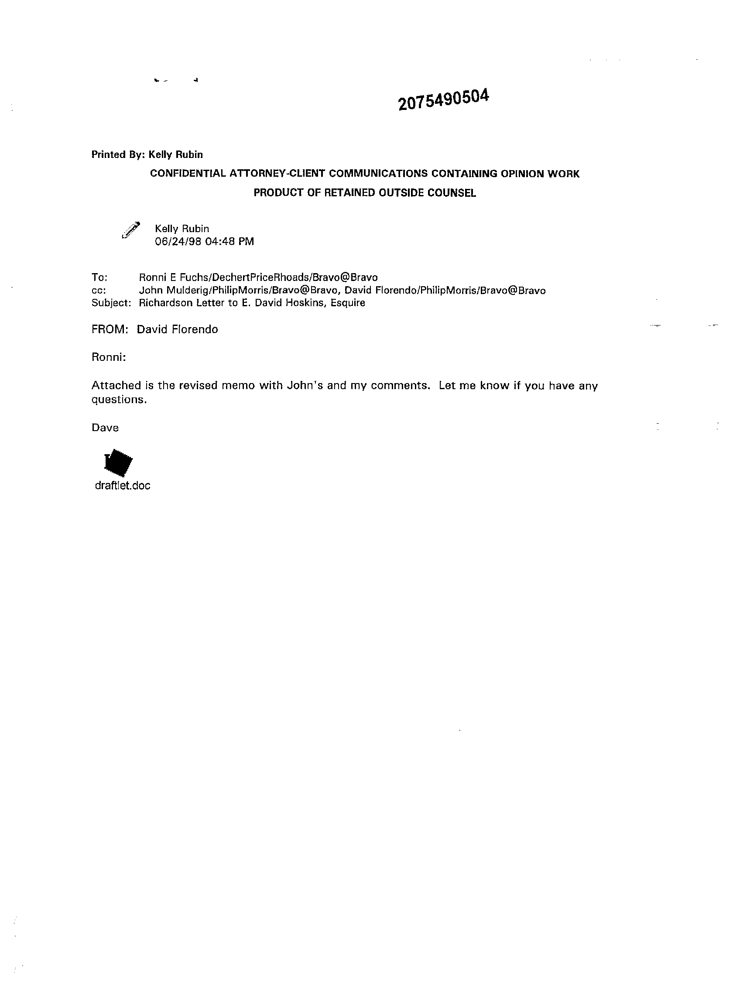 2075490504
Printed By: Kelly Rubin
CONFIDENTIAL ATTORNEY-CLIENT COMMUNICATIONS CONTAINING OPINION WORK
PRODUCT OF RETAINED OUTSIDE COUNSEL
Kelly Rubin
06/24/98 04:48 PM
To: Ronni E Fuchs/DechertPriceRhoads/Bravo@Bravo
cc: John Mulderig/PhilipMorris/Bravo@Bravo, David Florendo/PhilipMorris/Bravo@Bravo
Subject: Richardson Letter to E. David Hoskins, Esquire
FROM: David Florendo
Ronni:
Attached is the revised memo with John's and my comments. Let me know if you have any
questions.
Dave
draftlet.doc